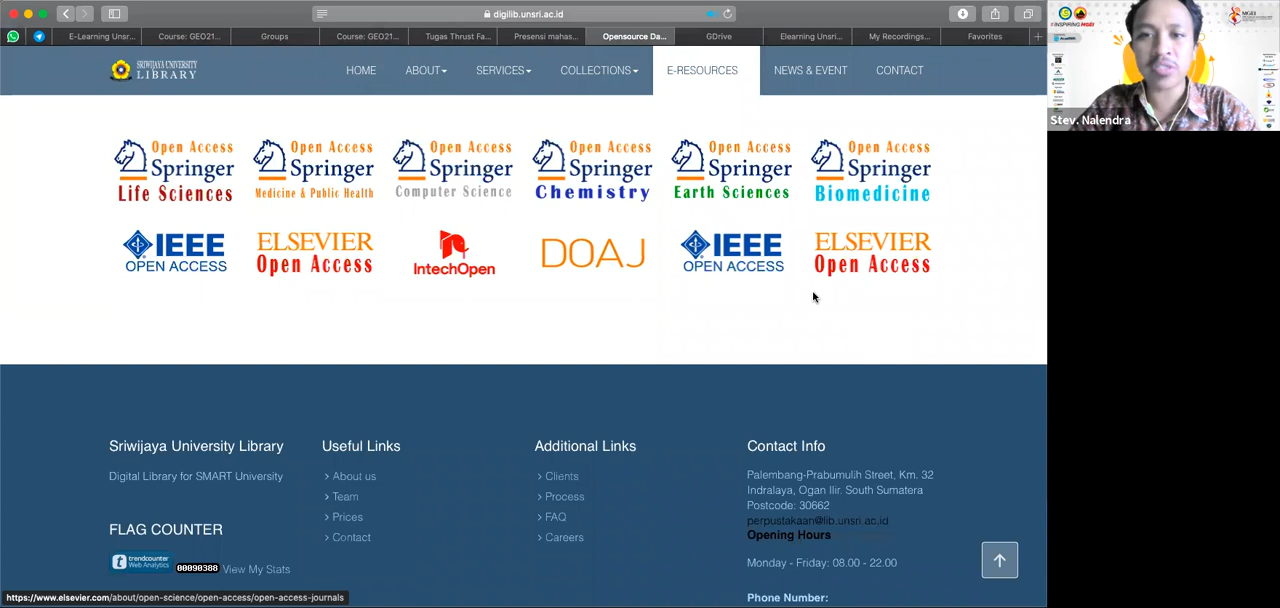 digilib.unsri.ac.id
E-Learning Unsr...
Course: GEO21...
Groups
Course: GEO21...
Tugas Thrust Fa...
Presensi mahas...
Opensource Da...
GDrive
Elearning Unsri...
My Recordings...
Favorites
SRIWIJAYA UNIVERSITY
LIBRARY
HOME
ABOUT
SERVICES
COLLECTIONS
E-RESOURCES
NEWS & EVENT
CONTACT
Open Access
Springer
Life Sciences
Open Access
Springer
Medicine & Public Health
Open Access
Springer
Computer Science
Open Access
Springer
Chemistry
Open Access
Springer
Earth Sciences
Open Access
Springer
Biomedicine
IEEE
OPEN ACCESS
ELSEVIER
Open Access
IntechOpen
DOAJ
IEEE
OPEN ACCESS
ELSEVIER
Open Access
Sriwijaya University Library
Digital Library for SMART University
FLAG COUNTER
trendcounter
Web Analytics
00090388 View My Stats
Useful Links
> About us
> Team
> Prices
> Contact
Additional Links
> Clients
> Process
> FAQ
> Careers
Contact Info
Palembang-Prabumulih Street, Km. 32
Indralaya, Ogan Ilir. South Sumatera
Postcode: 30662
perpustakaan@lib.unsri.ac.id
Opening Hours
Monday - Friday: 08.00 - 22.00
Phone Number:
https://www.elsevier.com/about/open-science/open-access/open-access-journals
#INSPIRING MGEI
MGEI
Stev. Nalendra